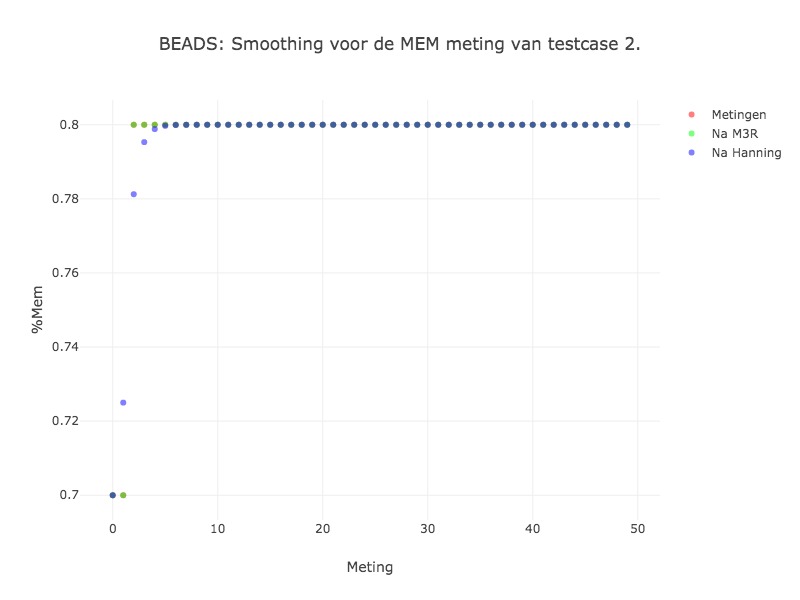 BEADS: Smoothing voor de MEM meting van testcase 2.
Metingen
Na M3R
Na Hanning
0.8
0.78
0.76
0.74
0.72
0.7
%Mem
0 10 20 30 40 50
Meting